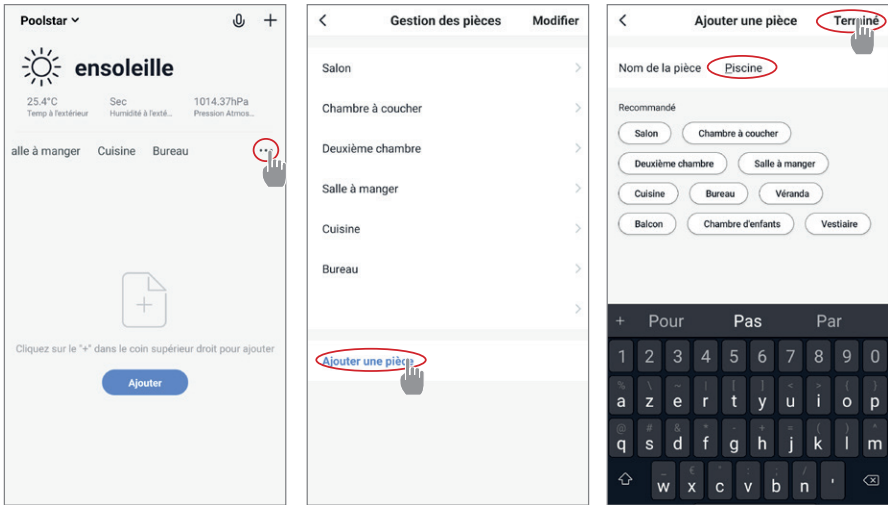 Poolstar
ensoleille
25.4°C Sec 1014.37hPa
Temp à l'extérieur Humidité à l'exté... Pression Atmos...
alle à manger Cuisine Bureau ...
Cliquez sur le "+" dans le coin supérieur droit pour ajouter
Ajouter
Gestion des pièces Modifier
Salon
Chambre à coucher
Deuxième chambre
Salle à manger
Cuisine
Bureau
Ajouter une pièce
Ajouter une pièce Terminé
Nom de la pièce Piscine
Recommandé
Salon Chambre à coucher
Deuxième chambre Salle à manger
Cuisine Bureau Véranda
Balcon Chambre d'enfants Vestiaire
+ Pour Pas Par
1 2 3 4 5 6 7 8 9 0
a z e r t y u i o p
q s d f g h j k l m
w x c v b n '